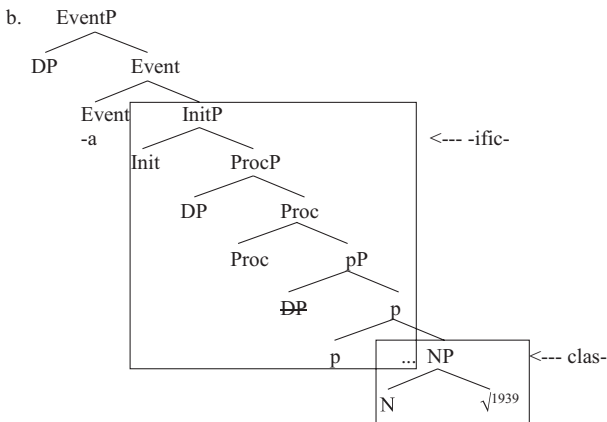 b. EventP
DP Event
Event InitP
-a <--- -ific-
Init ProcP
DP Proc
Proc pP
DP p
p ... NP <--- clas-
N √1939